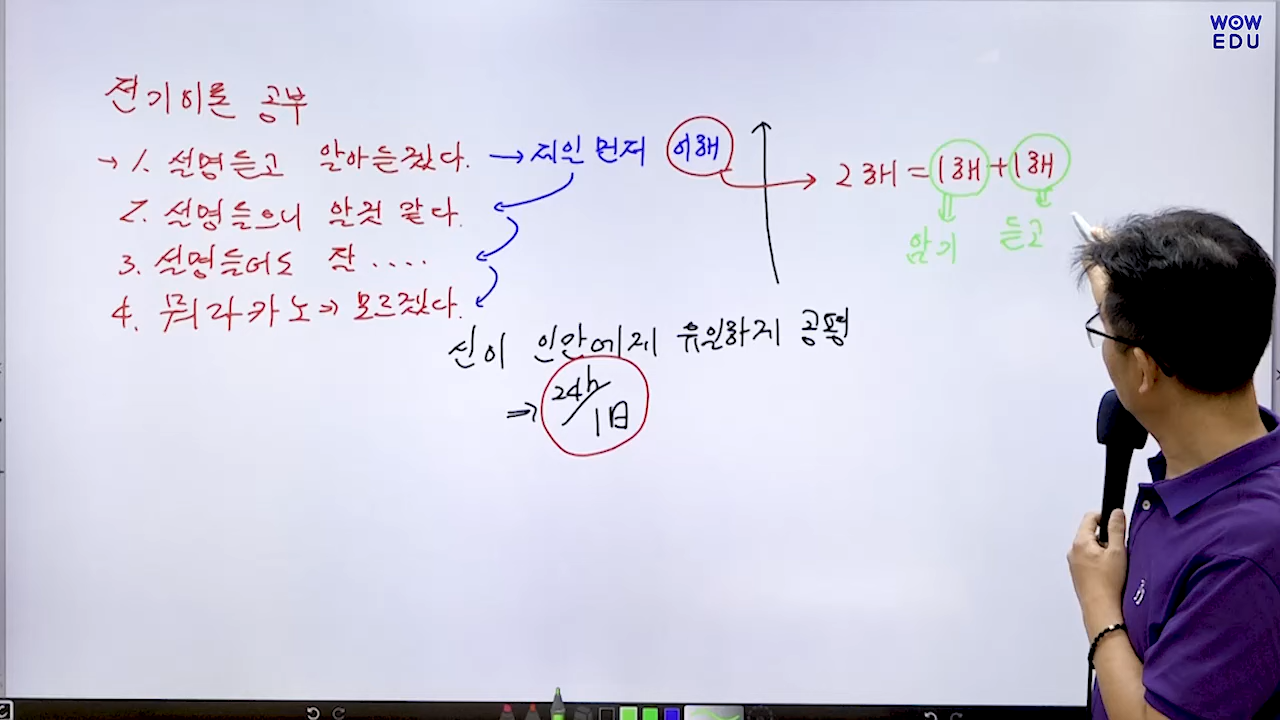 WOW
EDU
전기이론 공부
→ 1. 설명듣고 알아듣겠다. → 지인 먼저 이해 → 2해 = 1해 + 1해
암기 듣고
2. 설명들으니 알것 같다.
3. 설명들어도 잘 ....
4. 뭐라카노 ⇒ 모르겠다.
신이 인간에게 유일하게 공평
⇒ 24h/1日